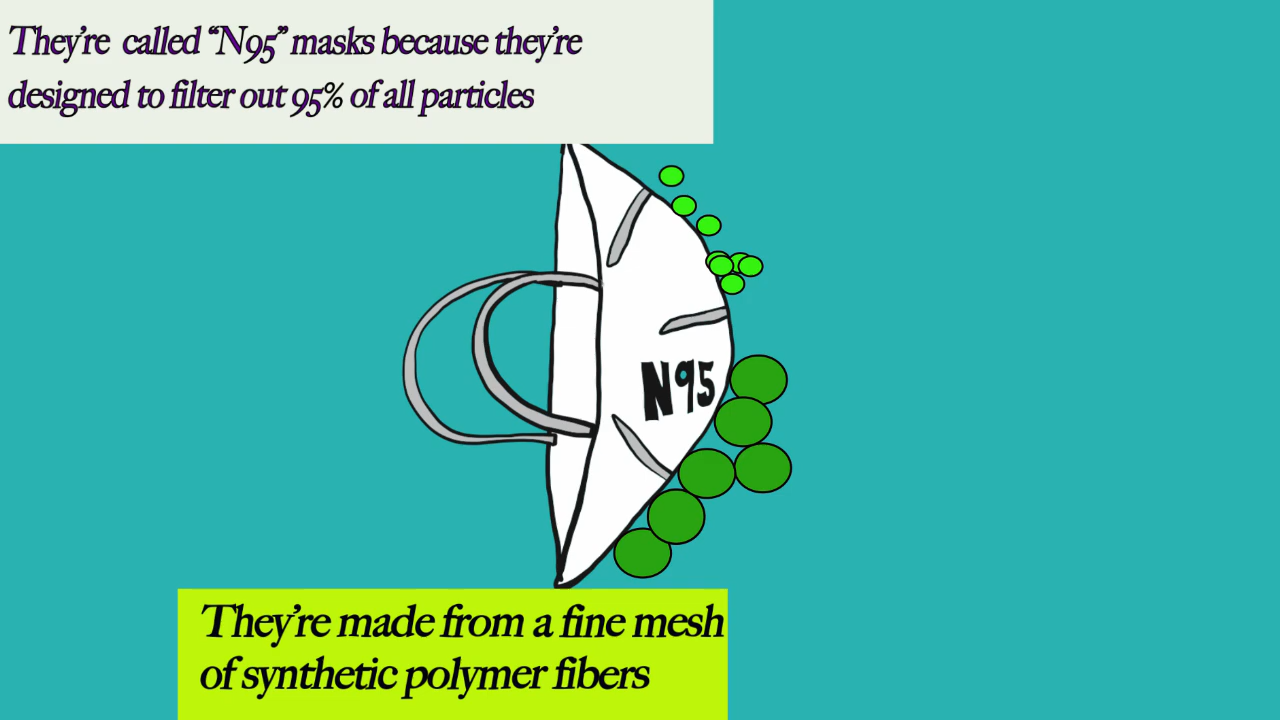 They're called “N95” masks because they're
designed to filter out 95% of all particles
N95
They're made from a fine mesh
of synthetic polymer fibers